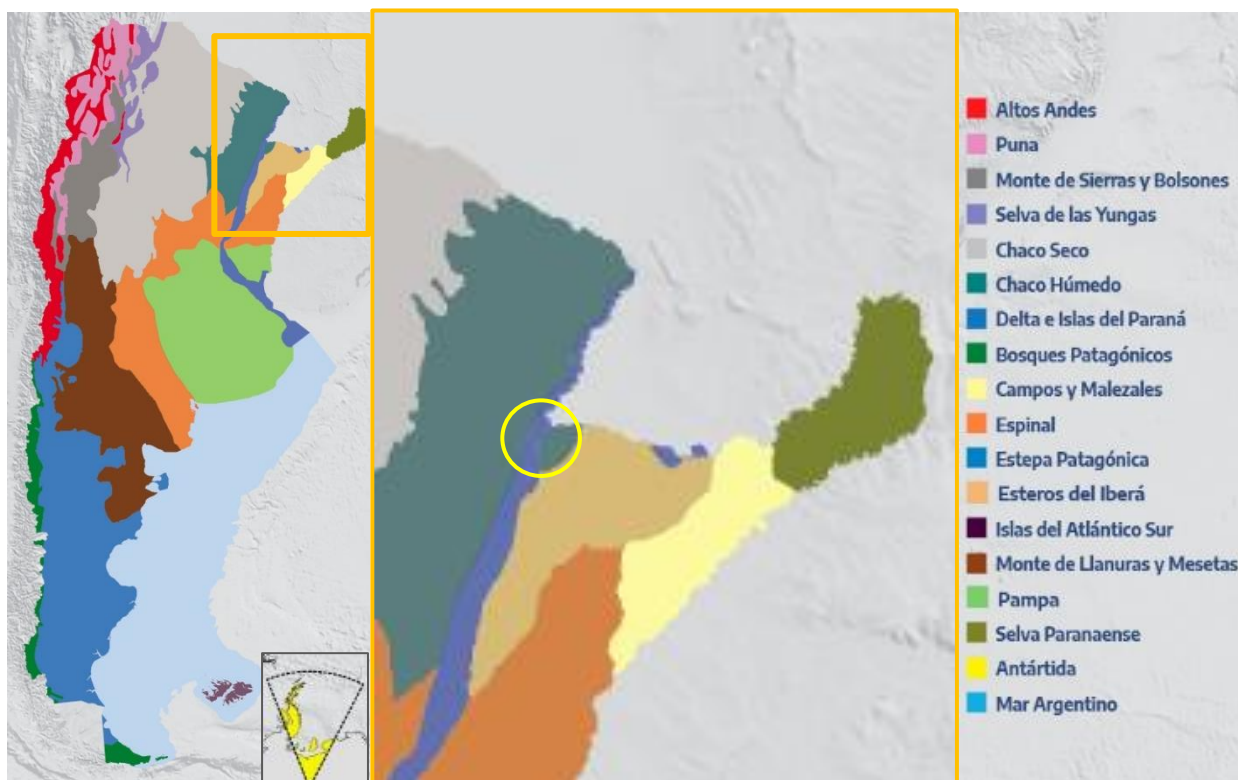 Altos Andes
Puna
Monte de Sierras y Bolsones
Selva de las Yungas
Chaco Seco
Chaco Húmedo
Delta e Islas del Paraná
Bosques Patagónicos
Campos y Malezales
Espinal
Estepa Patagónica
Esteros del Iberá
Islas del Atlántico Sur
Monte de Llanuras y Mesetas
Pampa
Selva Paranaense
Antártida
Mar Argentino